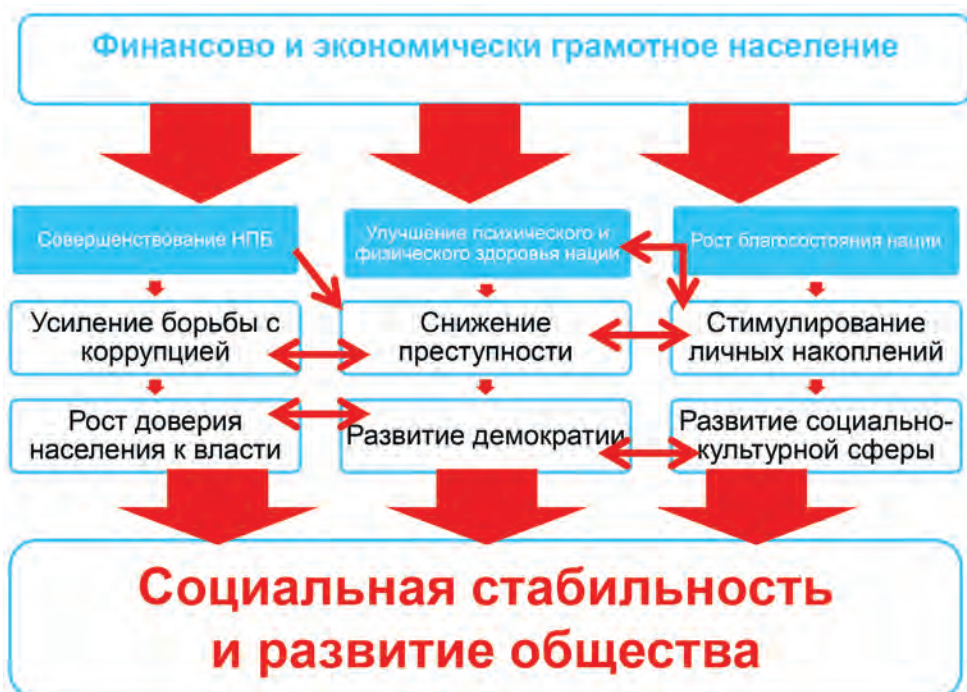 Финансово и экономически грамотное население
Совершенствование НПБ
Улучшение психического и
физического здоровья нации
Рост благосостояния нации
Усиление борьбы с
коррупцией
Снижение
преступности
Стимулирование
личных накоплений
Рост доверия
населения к власти
Развитие демократии
Развитие социально-
культурной сферы
Социальная стабильность
и развитие общества